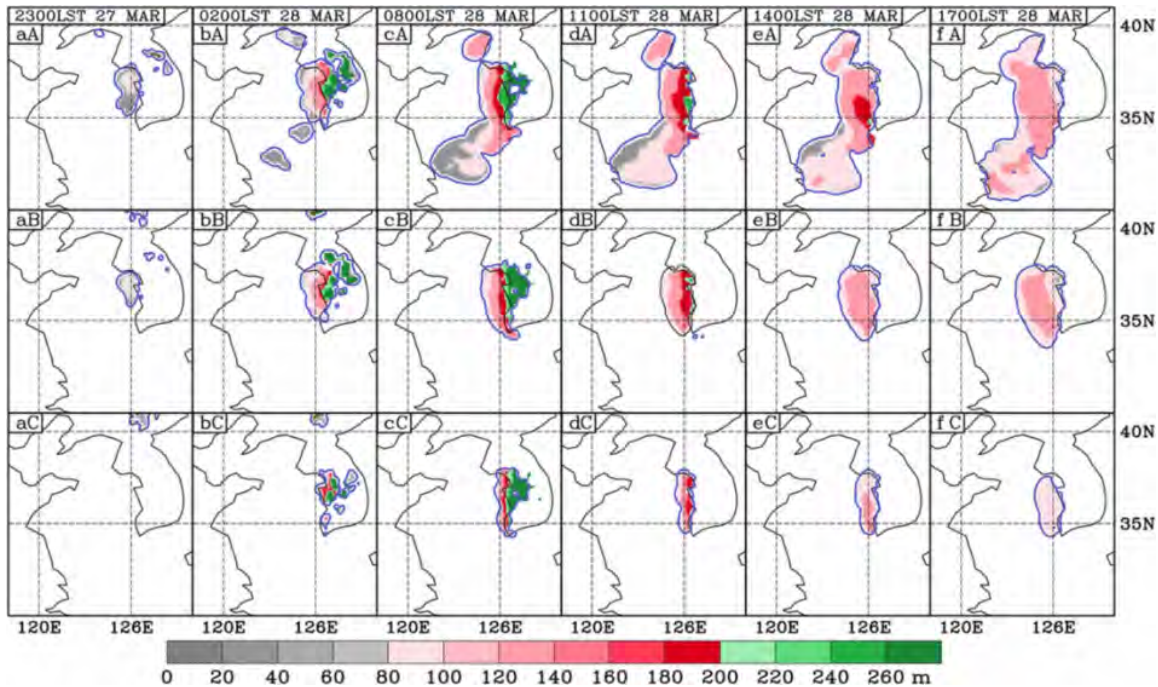 2300LST 27 MAR 0200LST 28 MAR 0800LST 28 MAR 1100LST 28 MAR 1400LST 28 MAR 1700LST 28 MAR
40N
aA bA cA dA eA fA
35N
aB bB cB dB eB fB
40N
35N
aC bC cC dC eC fC
40N
35N
120E 126E 120E 126E 120E 126E 120E 126E 120E 126E 120E 126E
0 20 40 60 80 100 120 140 160 180 200 220 240 260 m